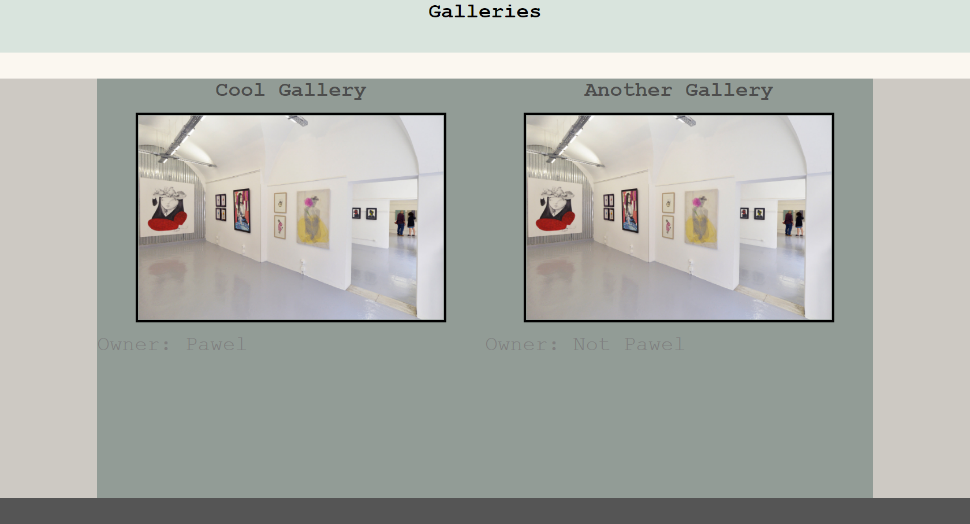 Galleries
Cool Gallery
Another Gallery
Owner: Pawel
Owner: Not Pawel